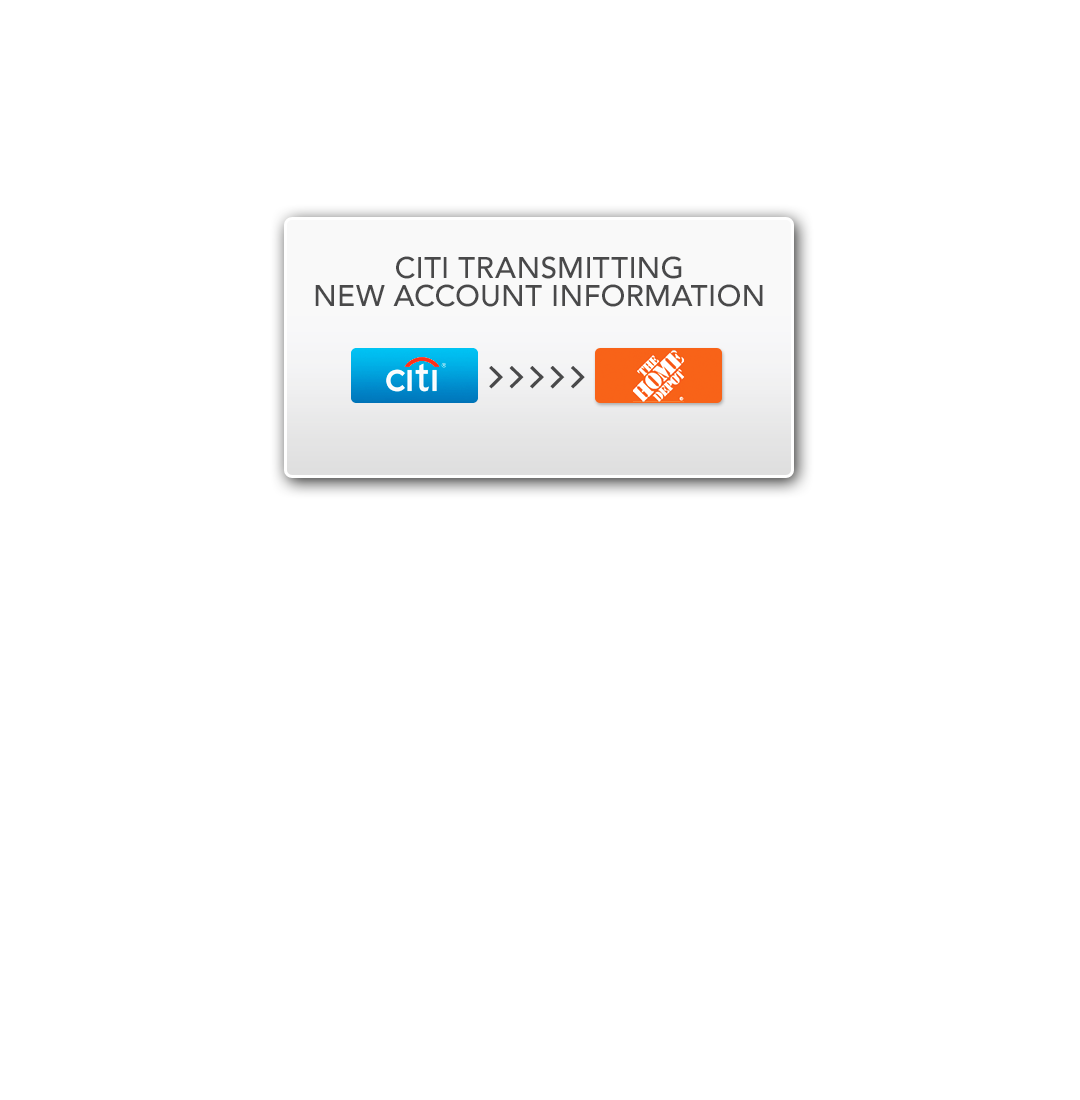 CITI TRANSMITTING
NEW ACCOUNT INFORMATION
citi®
THE
HOME
DEPOT®